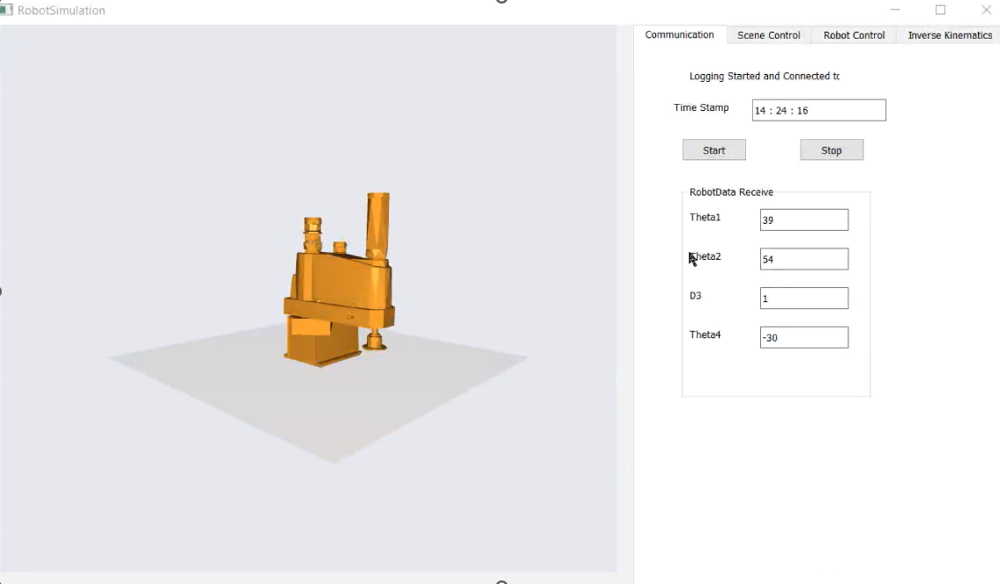 RobotSimulation
Communication Scene Control Robot Control Inverse Kinematics
Logging Started and Connected tc
Time Stamp 14 : 24 : 16
Start Stop
RobotData Receive
Theta1 39
Theta2 54
D3 1
Theta4 -30